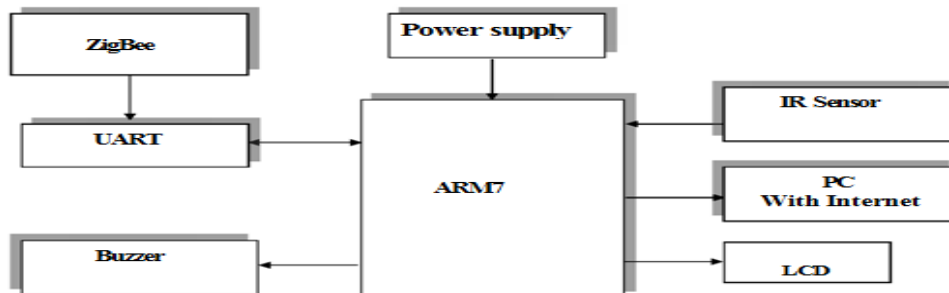 ZigBee
Power supply
IR Sensor
UART
ARM7
PC
With Internet
Buzzer
LCD